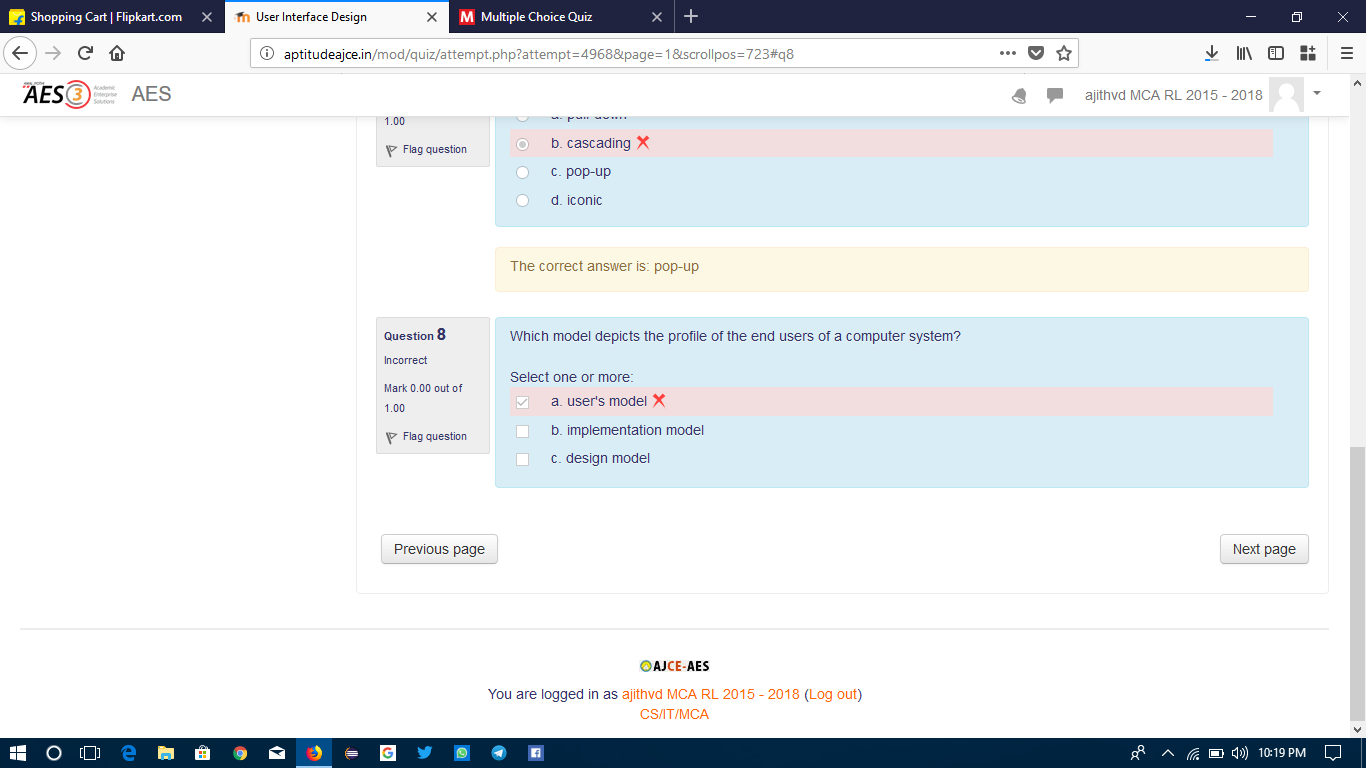 Shopping Cart | Flipkart.com
User Interface Design
Multiple Choice Quiz
aptitudeajce.in/mod/quiz/attempt.php?attempt=4968&page=1&scrollpos=723#q8
AES 3 Academic Enterprise Solutions
AES
ajithvd MCA RL 2015 - 2018
1.00
Flag question
a. pull-down
b. cascading
c. pop-up
d. iconic
The correct answer is: pop-up
Question 8
Incorrect
Mark 0.00 out of
1.00
Flag question
Which model depicts the profile of the end users of a computer system?
Select one or more:
a. user's model
b. implementation model
c. design model
Previous page
Next page
AJCE-AES
You are logged in as ajithvd MCA RL 2015 - 2018 (Log out)
CS/IT/MCA
10:19 PM